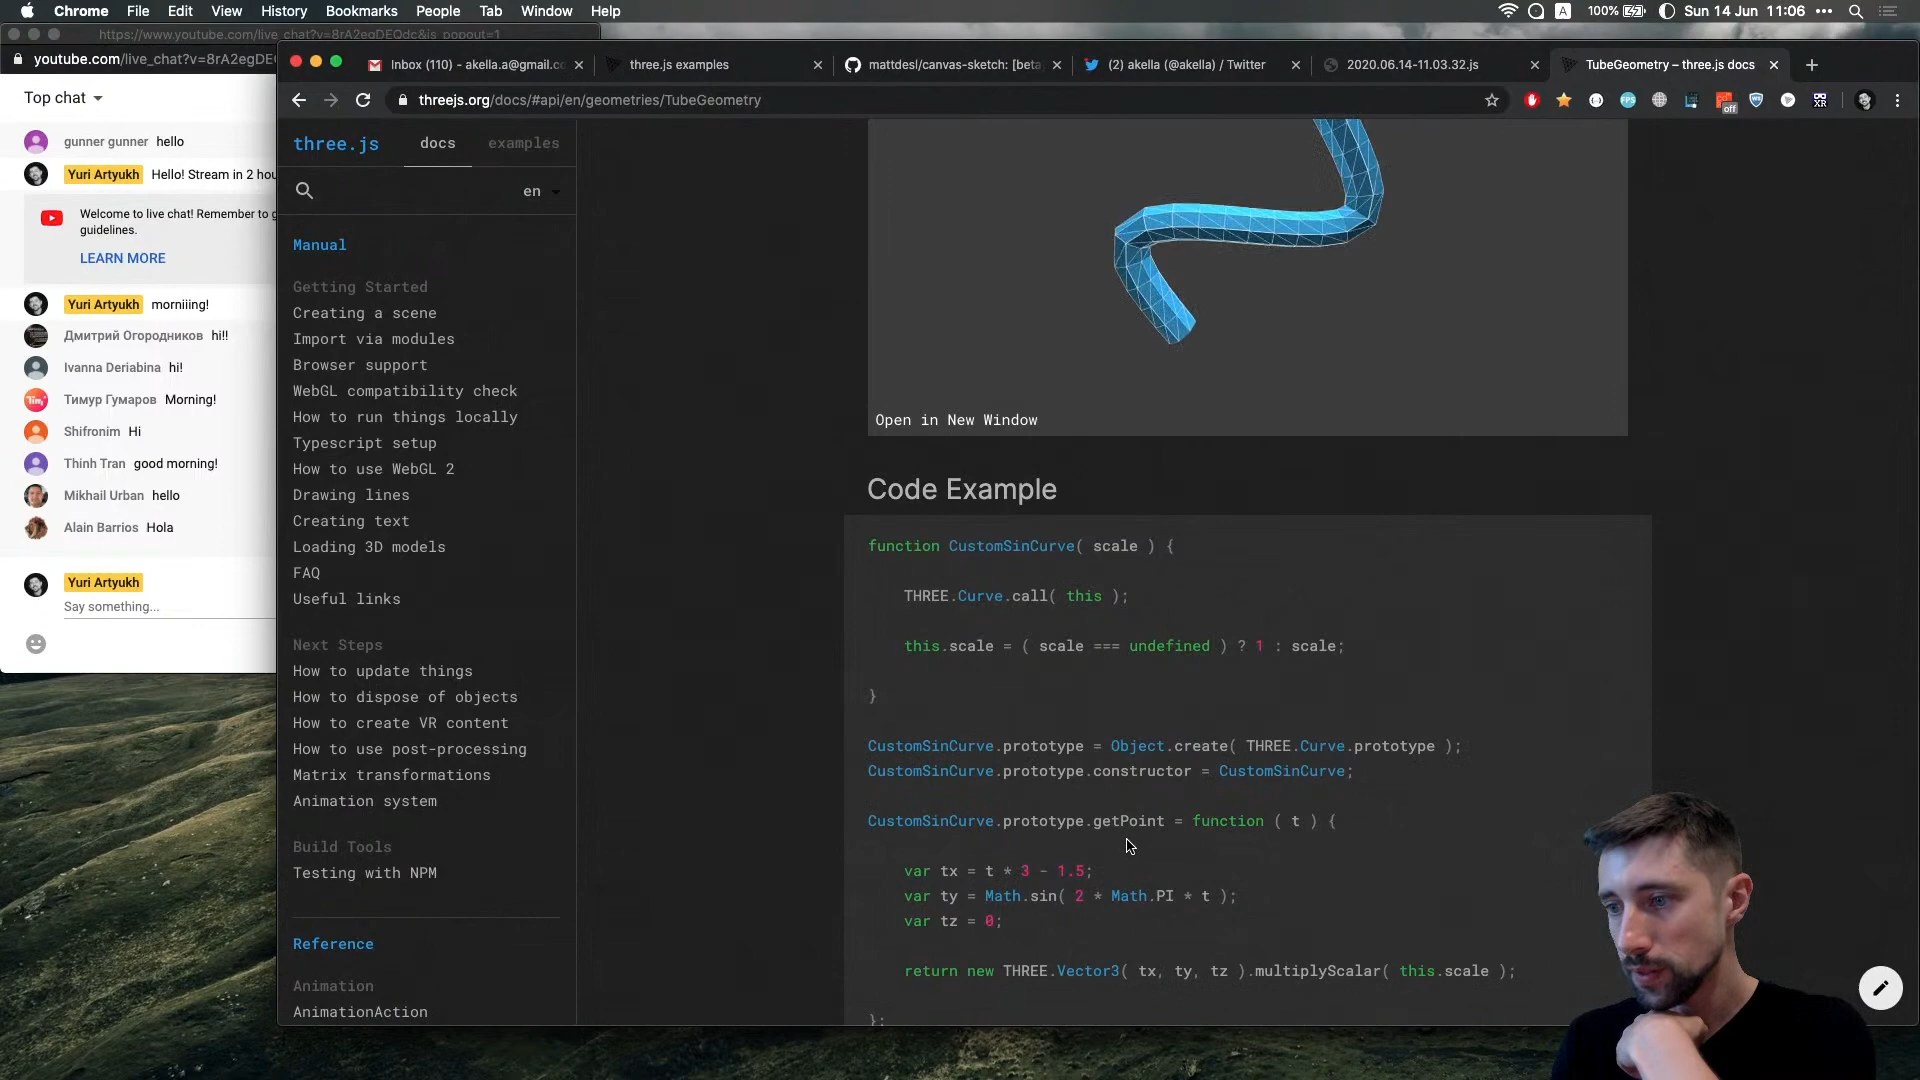 Chrome File Edit View History Bookmarks People Tab Window Help
A 100% Sun 14 Jun 11:06
https://www.youtube.com/live_chat?v=8rA2egDEQdc&is_popout=1
youtube.com/live_chat?v=8rA2egDE
Inbox (110) - akella.a@gmail.c
three.js examples
mattdesl/canvas-sketch: [beta
(2) akella (@akella) / Twitter
2020.06.14-11.03.32.js
TubeGeometry – three.js docs
threejs.org/docs/#api/en/geometries/TubeGeometry
FPS
off
XR
Top chat
gunner gunner hello
Yuri Artyukh Hello! Stream in 2 hou
Welcome to live chat! Remember to g
guidelines.
LEARN MORE
Yuri Artyukh morniiing!
Дмитрий Огородников hi!!
Ivanna Deriabina hi!
Тимур Гумаров Morning!
Shifronim Hi
Thinh Tran good morning!
Mikhail Urban hello
Alain Barrios Hola
Yuri Artyukh
Say something...
three.js docs examples
en
Manual
Getting Started
Creating a scene
Import via modules
Browser support
WebGL compatibility check
How to run things locally
Typescript setup
How to use WebGL 2
Drawing lines
Creating text
Loading 3D models
FAQ
Useful links
Next Steps
How to update things
How to dispose of objects
How to create VR content
How to use post-processing
Matrix transformations
Animation system
Build Tools
Testing with NPM
Reference
Animation
AnimationAction
Open in New Window
Code Example
function CustomSinCurve( scale ) {
THREE.Curve.call( this );
this.scale = ( scale === undefined ) ? 1 : scale;
}
CustomSinCurve.prototype = Object.create( THREE.Curve.prototype );
CustomSinCurve.prototype.constructor = CustomSinCurve;
CustomSinCurve.prototype.getPoint = function ( t ) {
var tx = t * 3 - 1.5;
var ty = Math.sin( 2 * Math.PI * t );
var tz = 0;
return new THREE.Vector3( tx, ty, tz ).multiplyScalar( this.scale );
};